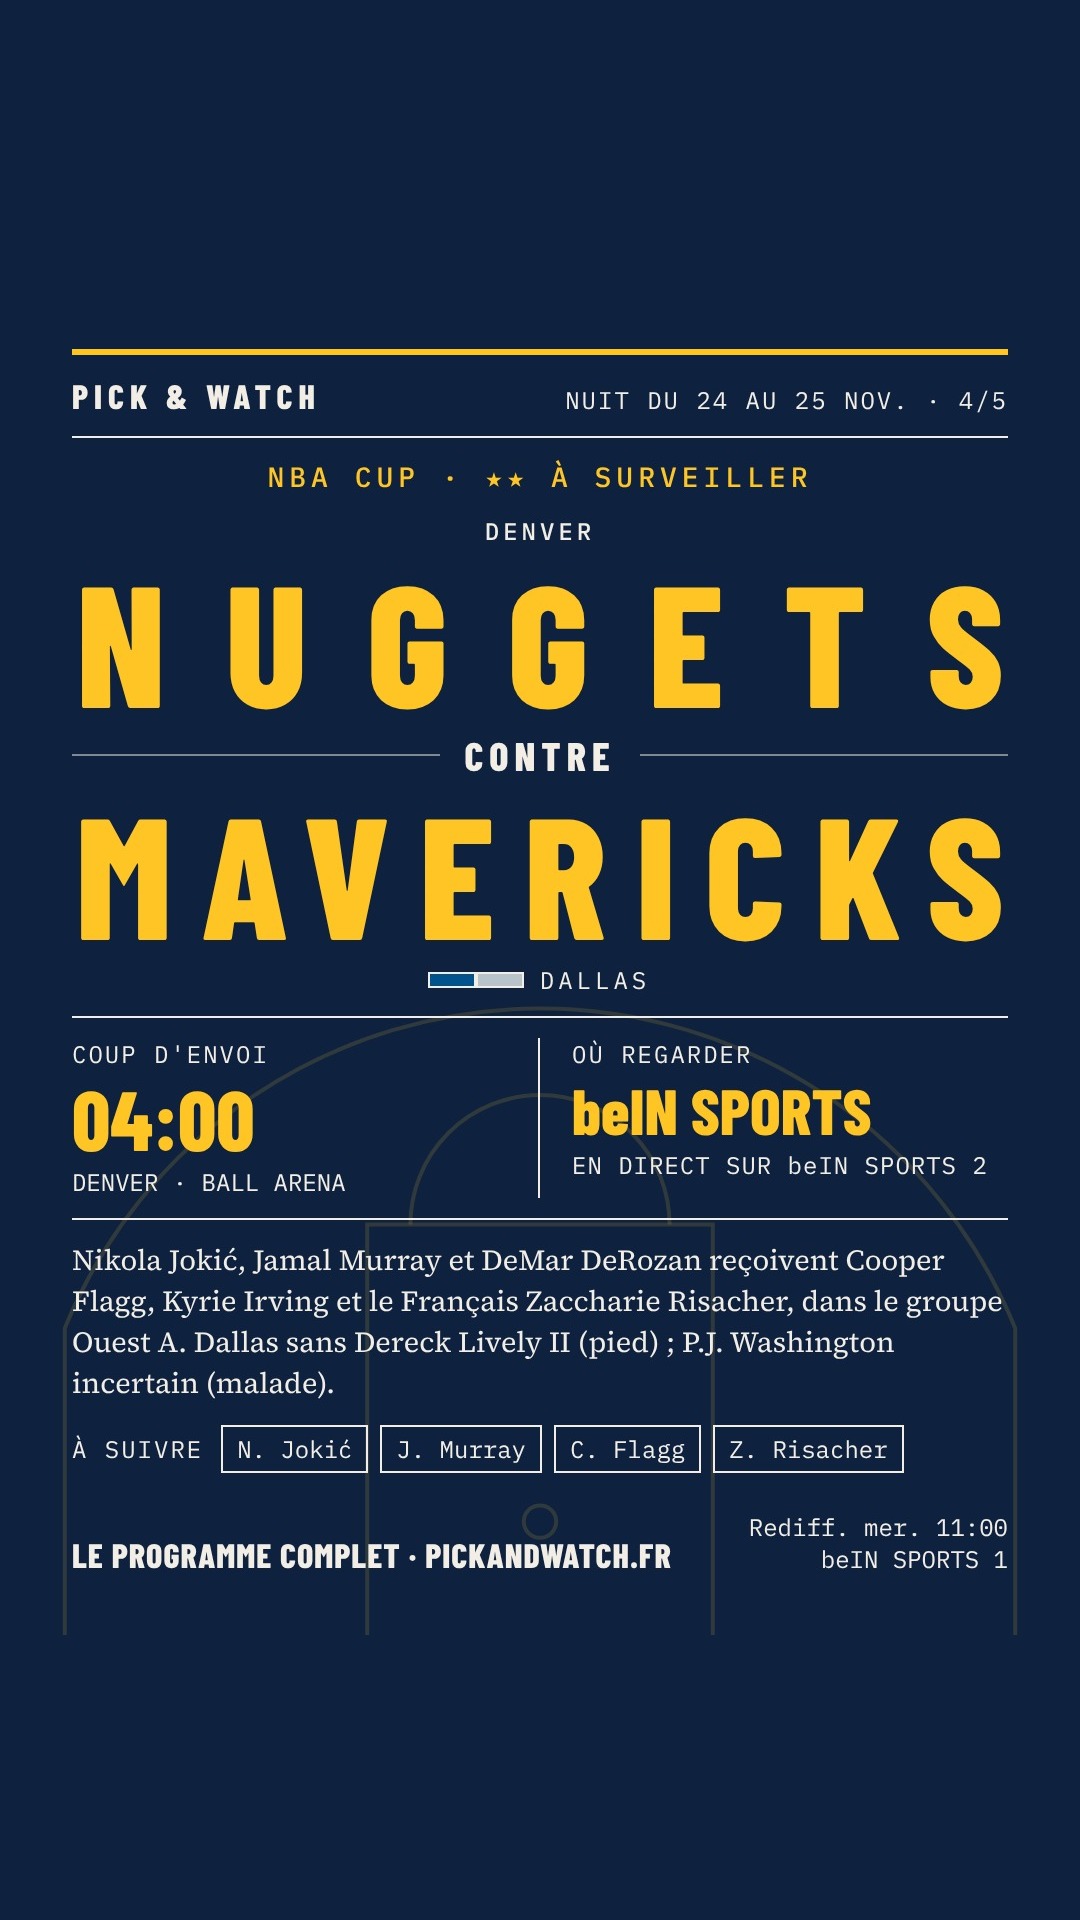 PICK & WATCH
NUIT DU 24 AU 25 NOV. · 4/5
NBA CUP · ★★ À SURVEILLER
DENVER
NUGGETS
CONTRE
MAVERICKS
DALLAS
COUP D'ENVOI
04:00
DENVER · BALL ARENA
OÙ REGARDER
beIN SPORTS
EN DIRECT SUR beIN SPORTS 2
Nikola Jokić, Jamal Murray et DeMar DeRozan reçoivent Cooper
Flagg, Kyrie Irving et le Français Zaccharie Risacher, dans le groupe
Ouest A. Dallas sans Dereck Lively II (pied) ; P.J. Washington
incertain (malade).
À SUIVRE N. Jokić J. Murray C. Flagg Z. Risacher
LE PROGRAMME COMPLET · PICKANDWATCH.FR
Rediff. mer. 11:00
beIN SPORTS 1